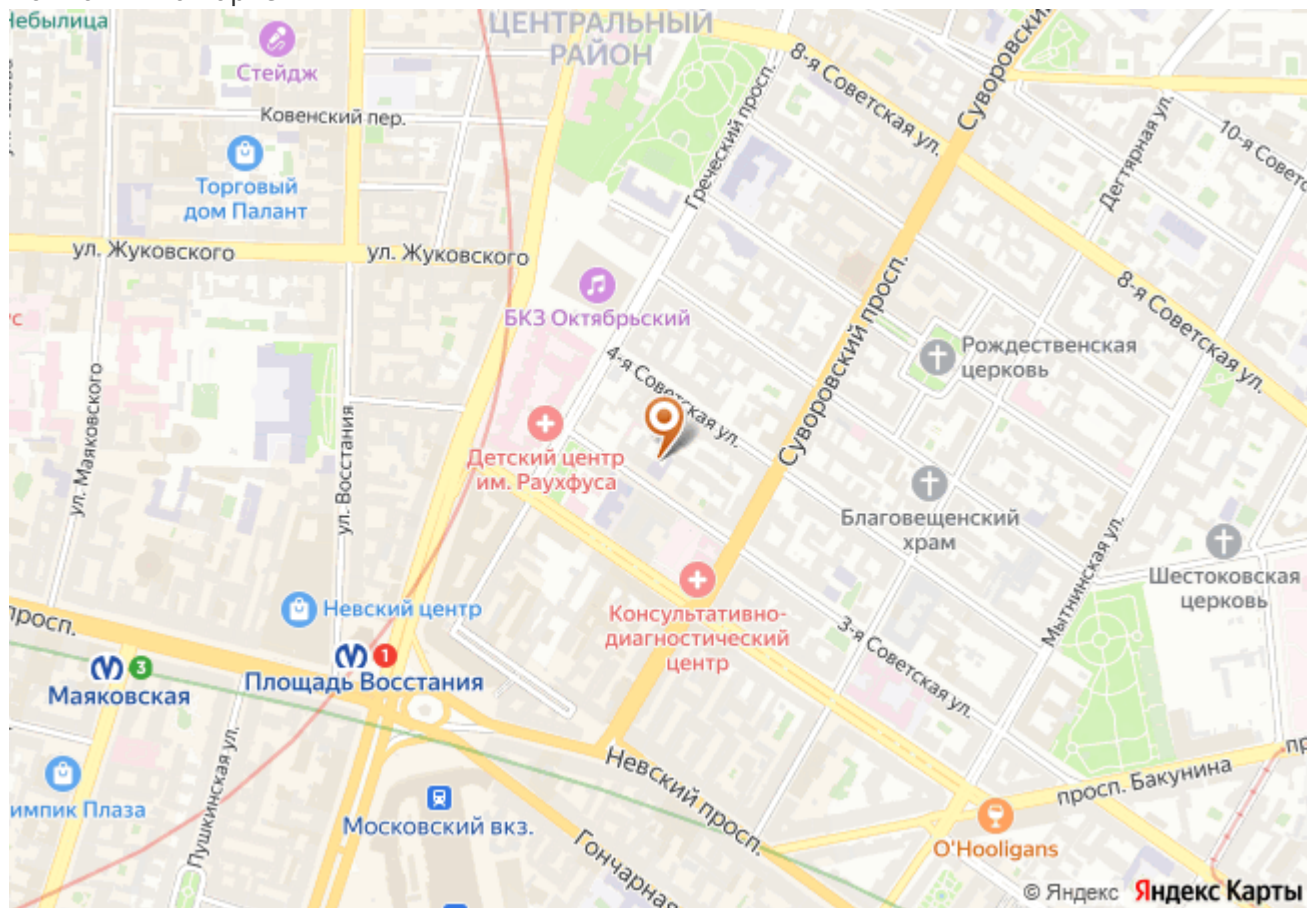 Небылица
ЦЕНТРАЛЬНЫЙ
РАЙОН
Стейдж
Ковенский пер.
Торговый
дом Палант
ул. Жуковского
ул. Жуковского
Греческий просп.
8-я Советская ул.
Суворовский
Дегтярная ул.
10-я Советс
БКЗ Октябрьский
4-я Советская ул.
Суворовский просп.
Рождественская
церковь
8-я Советская ул.
с
ул. Маяковского
ул. Восстания
Детский центр
им. Раухфуса
Благовещенский
храм
Мытнинская ул.
Шестоковская
церковь
просп.
Невский центр
Консультативно-
диагностический
центр
3-я Советская ул.
3
Маяковская
1
Площадь Восстания
Пушкинская ул.
импик Плаза
Московский вкз.
Невский просп.
Гончарная
просп. Бакунина
пр
O'Hooligans
© Яндекс Яндекс Карты